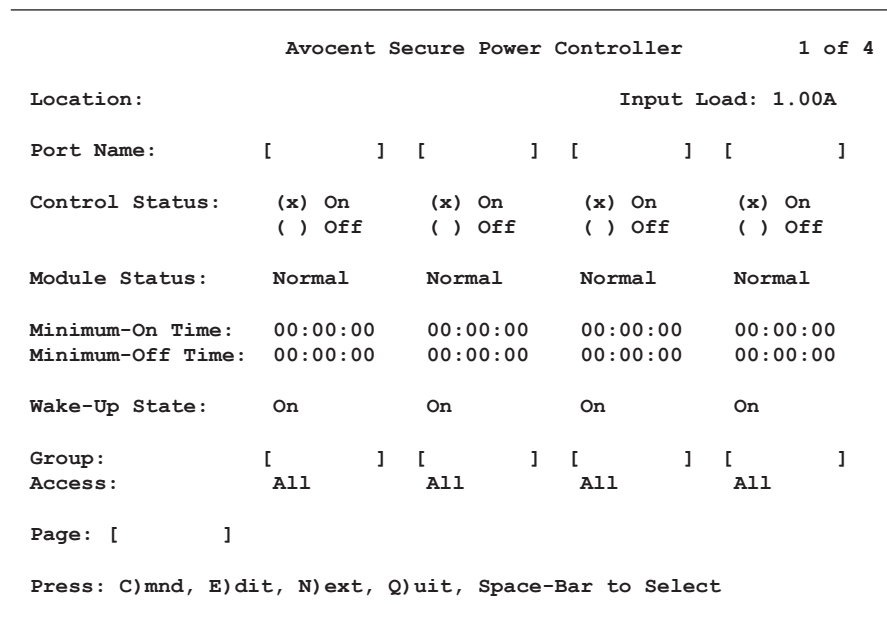 Avocent Secure Power Controller 1 of 4
Location: Input Load: 1.00A
Port Name: [ ] [ ] [ ] [ ]
Control Status: (x) On (x) On (x) On (x) On
( ) Off ( ) Off ( ) Off ( ) Off
Module Status: Normal Normal Normal Normal
Minimum-On Time: 00:00:00 00:00:00 00:00:00 00:00:00
Minimum-Off Time: 00:00:00 00:00:00 00:00:00 00:00:00
Wake-Up State: On On On On
Group: [ ] [ ] [ ] [ ]
Access: All All All All
Page: [ ]
Press: C)mnd, E)dit, N)ext, Q)uit, Space-Bar to Select